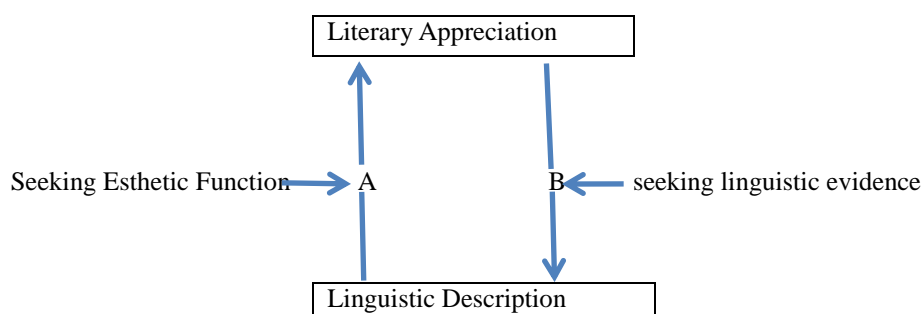 Literary Appreciation
Seeking Esthetic Function A B seeking linguistic evidence
Linguistic Description